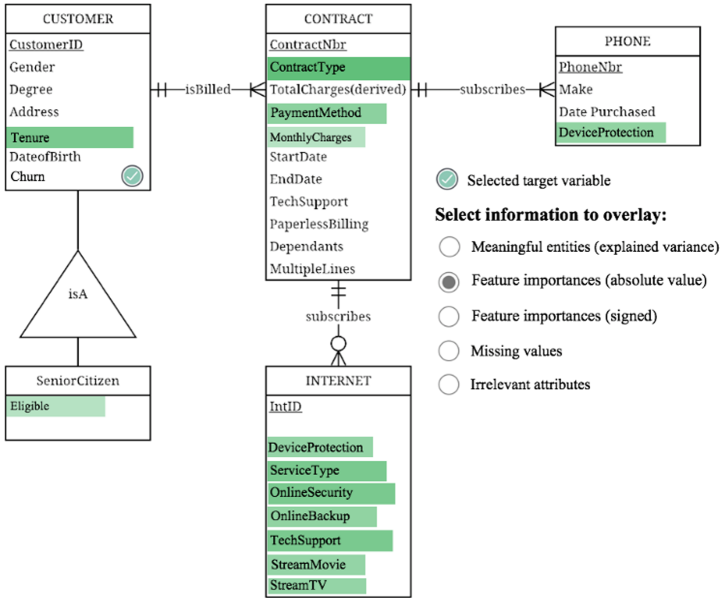 CUSTOMER
CustomerID
Gender
Degree
Address
Tenure
DateofBirth
Churn
isBilled
CONTRACT
ContractNbr
ContractType
TotalCharges(derived)
PaymentMethod
MonthlyCharges
StartDate
EndDate
TechSupport
PaperlessBilling
Dependants
MultipleLines
subscribes
PHONE
PhoneNbr
Make
Date Purchased
DeviceProtection
Selected target variable
Select information to overlay:
Meaningful entities (explained variance)
Feature importances (absolute value)
Feature importances (signed)
Missing values
Irrelevant attributes
isA
SeniorCitizen
Eligible
subscribes
INTERNET
IntID
DeviceProtection
ServiceType
OnlineSecurity
OnlineBackup
TechSupport
StreamMovie
StreamTV